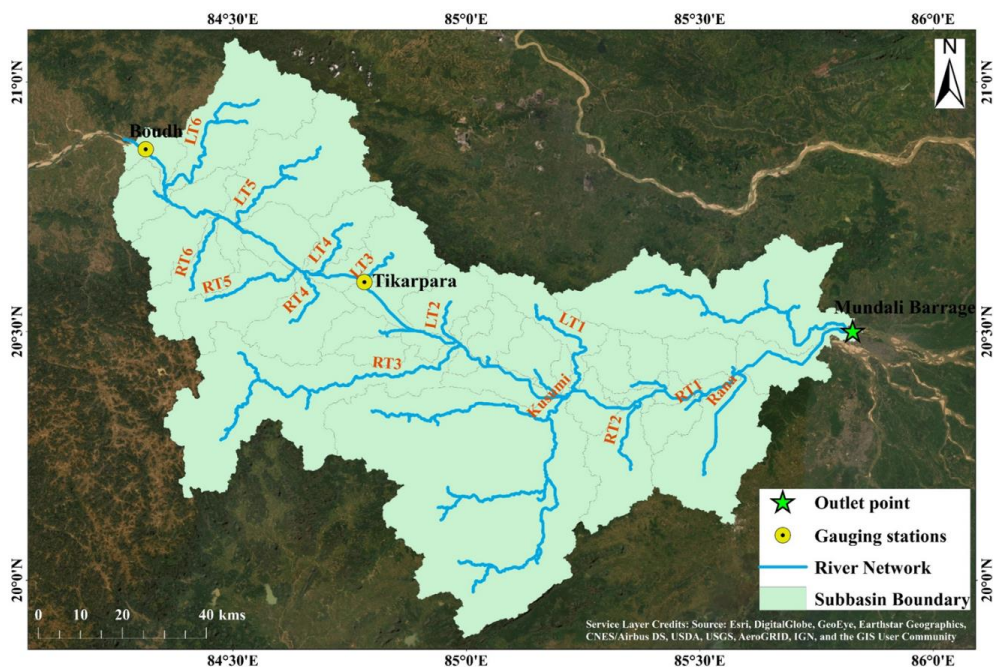 84°30'E 85°0'E 85°30'E 86°0'E
N
21°0'N 21°0'N
Boudh
LT6
LT5
RT6
LT4
RT5
LT3
Tikarpara
RT4
LT2
LT1
Mundali Barrage
20°30'N 20°30'N
RT3
Kusumi
RT1
Rana
RT2
Outlet point
Gauging stations
River Network
Subbasin Boundary
20°0'N 20°0'N
0 10 20 40 kms
Service Layer Credits: Source: Esri, DigitalGlobe, GeoEye, Earthstar Geographics,
CNES/Airbus DS, USDA, USGS, AeroGRID, IGN, and the GIS User Community
84°30'E 85°0'E 85°30'E 86°0'E